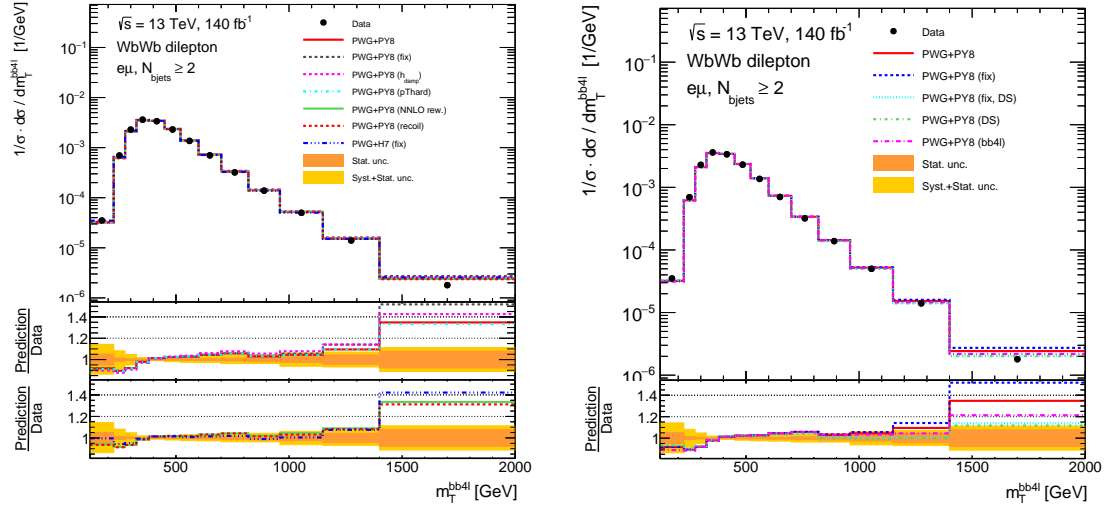 √s = 13 TeV, 140 fb⁻¹
WbWb dilepton
eμ, N_bjets ≥ 2
Data
PWG+PY8
PWG+PY8 (fix)
PWG+PY8 (h_damp)
PWG+PY8 (pThard)
PWG+PY8 (NNLO rew.)
PWG+PY8 (recoil)
PWG+H7 (fix)
Stat. unc.
Syst.+Stat. unc.
1/σ · dσ / dm_T^bb4l [1/GeV]
10⁻¹
10⁻²
10⁻³
10⁻⁴
10⁻⁵
10⁻⁶
Prediction
Data
1.4
1.2
1
Prediction
Data
1.4
1.2
1
500 1000 1500 2000
m_T^bb4l [GeV]
√s = 13 TeV, 140 fb⁻¹
WbWb dilepton
eμ, N_bjets ≥ 2
Data
PWG+PY8
PWG+PY8 (fix)
PWG+PY8 (fix, DS)
PWG+PY8 (DS)
PWG+PY8 (bb4l)
Stat. unc.
Syst.+Stat. unc.
1/σ · dσ / dm_T^bb4l [1/GeV]
10⁻¹
10⁻²
10⁻³
10⁻⁴
10⁻⁵
10⁻⁶
Prediction
Data
1.4
1.2
1
500 1000 1500 2000
m_T^bb4l [GeV]